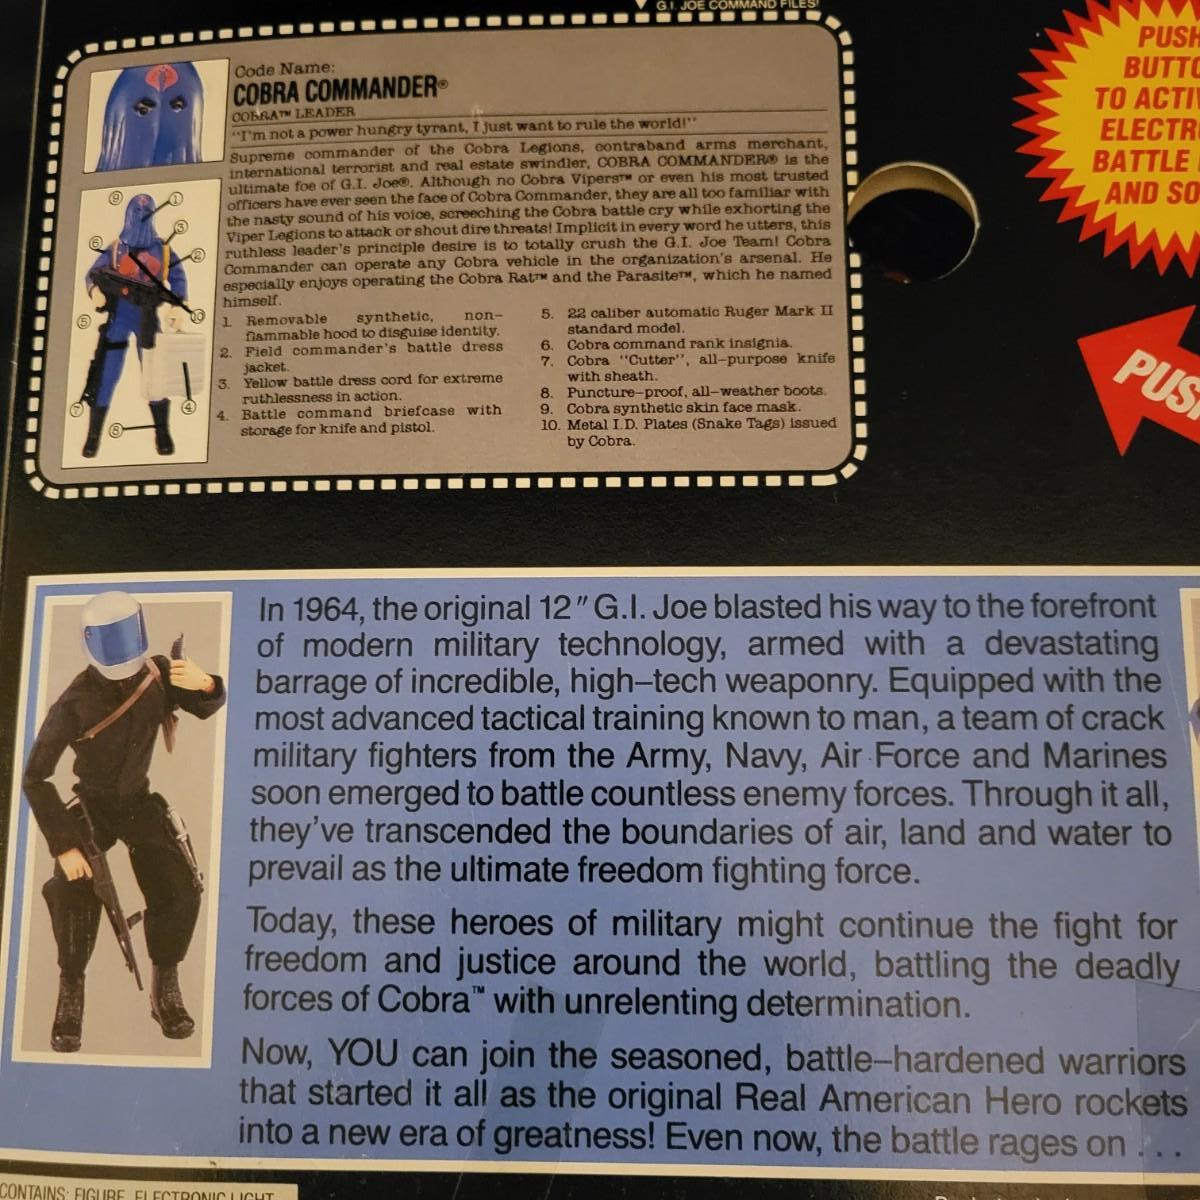 G.I. JOE COMMAND FILES!
Code Name:
COBRA COMMANDER®
COBRA™ LEADER
"I'm not a power hungry tyrant, I just want to rule the world!"
Supreme commander of the Cobra Legions, contraband arms merchant,
international terrorist and real estate swindler, COBRA COMMANDER® is the
ultimate foe of G.I. Joe®. Although no Cobra Vipers™ or even his most trusted
officers have ever seen the face of Cobra Commander, they are all too familiar with
the nasty sound of his voice, screeching the Cobra battle cry while exhorting the
Viper Legions to attack or shout dire threats! Implicit in every word he utters, this
ruthless leader's principle desire is to totally crush the G.I. Joe Team! Cobra
Commander can operate any Cobra vehicle in the organization's arsenal. He
especially enjoys operating the Cobra Rat™ and the Parasite™, which he named
himself.
1. Removable synthetic, non-
flammable hood to disguise identity.
2. Field commander's battle dress
jacket.
3. Yellow battle dress cord for extreme
ruthlessness in action.
4. Battle command briefcase with
storage for knife and pistol.
5. 22 caliber automatic Ruger Mark II
standard model.
6. Cobra command rank insignia.
7. Cobra "Cutter", all-purpose knife
with sheath.
8. Puncture-proof, all-weather boots.
9. Cobra synthetic skin face mask.
10. Metal I.D. Plates (Snake Tags) issued
by Cobra.
9
1
3
6
2
5
10
7
4
8
PUSH
BUTTO
TO ACTIV
ELECTR
BATTLE
AND SO
PUSH
In 1964, the original 12" G.I. Joe blasted his way to the forefront
of modern military technology, armed with a devastating
barrage of incredible, high-tech weaponry. Equipped with the
most advanced tactical training known to man, a team of crack
military fighters from the Army, Navy, Air Force and Marines
soon emerged to battle countless enemy forces. Through it all,
they've transcended the boundaries of air, land and water to
prevail as the ultimate freedom fighting force.
Today, these heroes of military might continue the fight for
freedom and justice around the world, battling the deadly
forces of Cobra™ with unrelenting determination.
Now, YOU can join the seasoned, battle-hardened warriors
that started it all as the original Real American Hero rockets
into a new era of greatness! Even now, the battle rages on . . .
CONTAINS: FIGURE, ELECTRONIC LIGHT